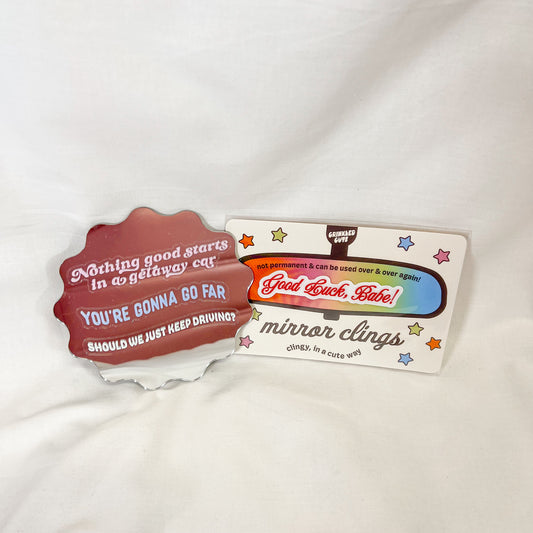 Nothing good starts
in a getaway car
YOU'RE GONNA GO FAR
SHOULD WE JUST KEEP DRIVING?
CRINKLED
CUTE
not permanent & can be used over & over again!
Good Luck, Babe!
mirror clings
clingy, in a cute way